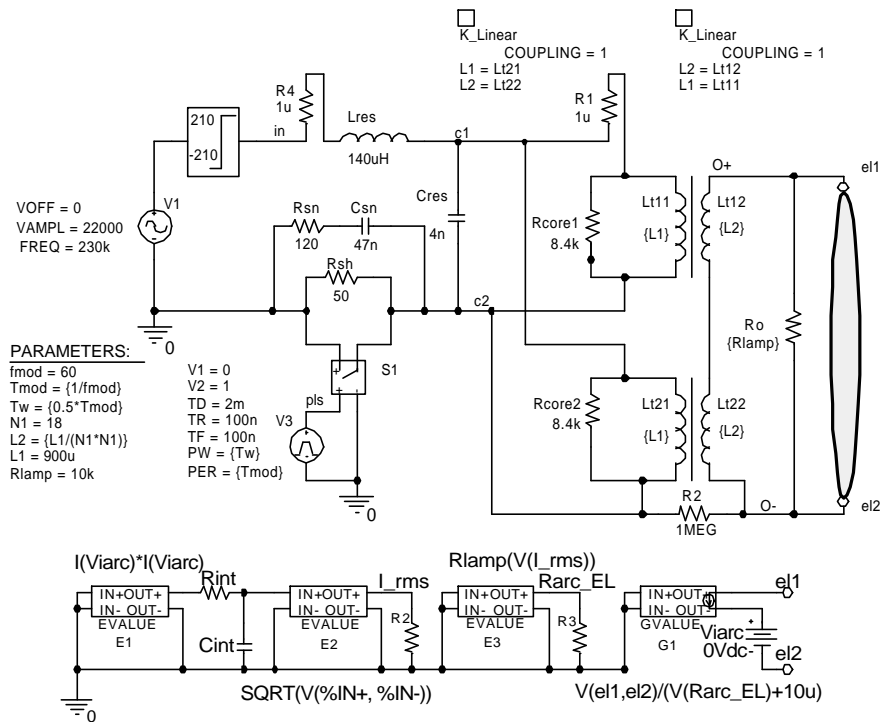 K_Linear
COUPLING = 1
L1 = Lt21
L2 = Lt22
K_Linear
COUPLING = 1
L2 = Lt12
L1 = Lt11
R4
1u
R1
1u
210
-210
in
Lres
140uH
c1
O+
el1
VOFF = 0
VAMPL = 22000
FREQ = 230k
V1
Rsn
120
Csn
47n
Cres
4n
Rcore1
8.4k
Lt11
{L1}
Lt12
{L2}
Rsh
50
c2
Ro
{Rlamp}
0
PARAMETERS:
fmod = 60
Tmod = {1/fmod}
Tw = {0.5*Tmod}
N1 = 18
L2 = {L1/(N1*N1)}
L1 = 900u
Rlamp = 10k
V1 = 0
V2 = 1
TD = 2m
TR = 100n
TF = 100n
PW = {Tw}
PER = {Tmod}
S1
+
-
+
-
pls
V3
0
Rcore2
8.4k
Lt21
{L1}
Lt22
{L2}
R2
1MEG
O-
el2
I(Viarc)*I(Viarc)
IN+OUT+
IN- OUT-
EVALUE
E1
Rint
Cint
IN+OUT+
IN- OUT-
EVALUE
E2
I_rms
R2
SQRT(V(%IN+, %IN-))
Rlamp(V(I_rms))
IN+OUT+
IN- OUT-
EVALUE
E3
Rarc_EL
R3
IN+OUT+
IN- OUT-
GVALUE
G1
el1
+
Viarc
0Vdc-
el2
V(el1,el2)/(V(Rarc_EL)+10u)
0